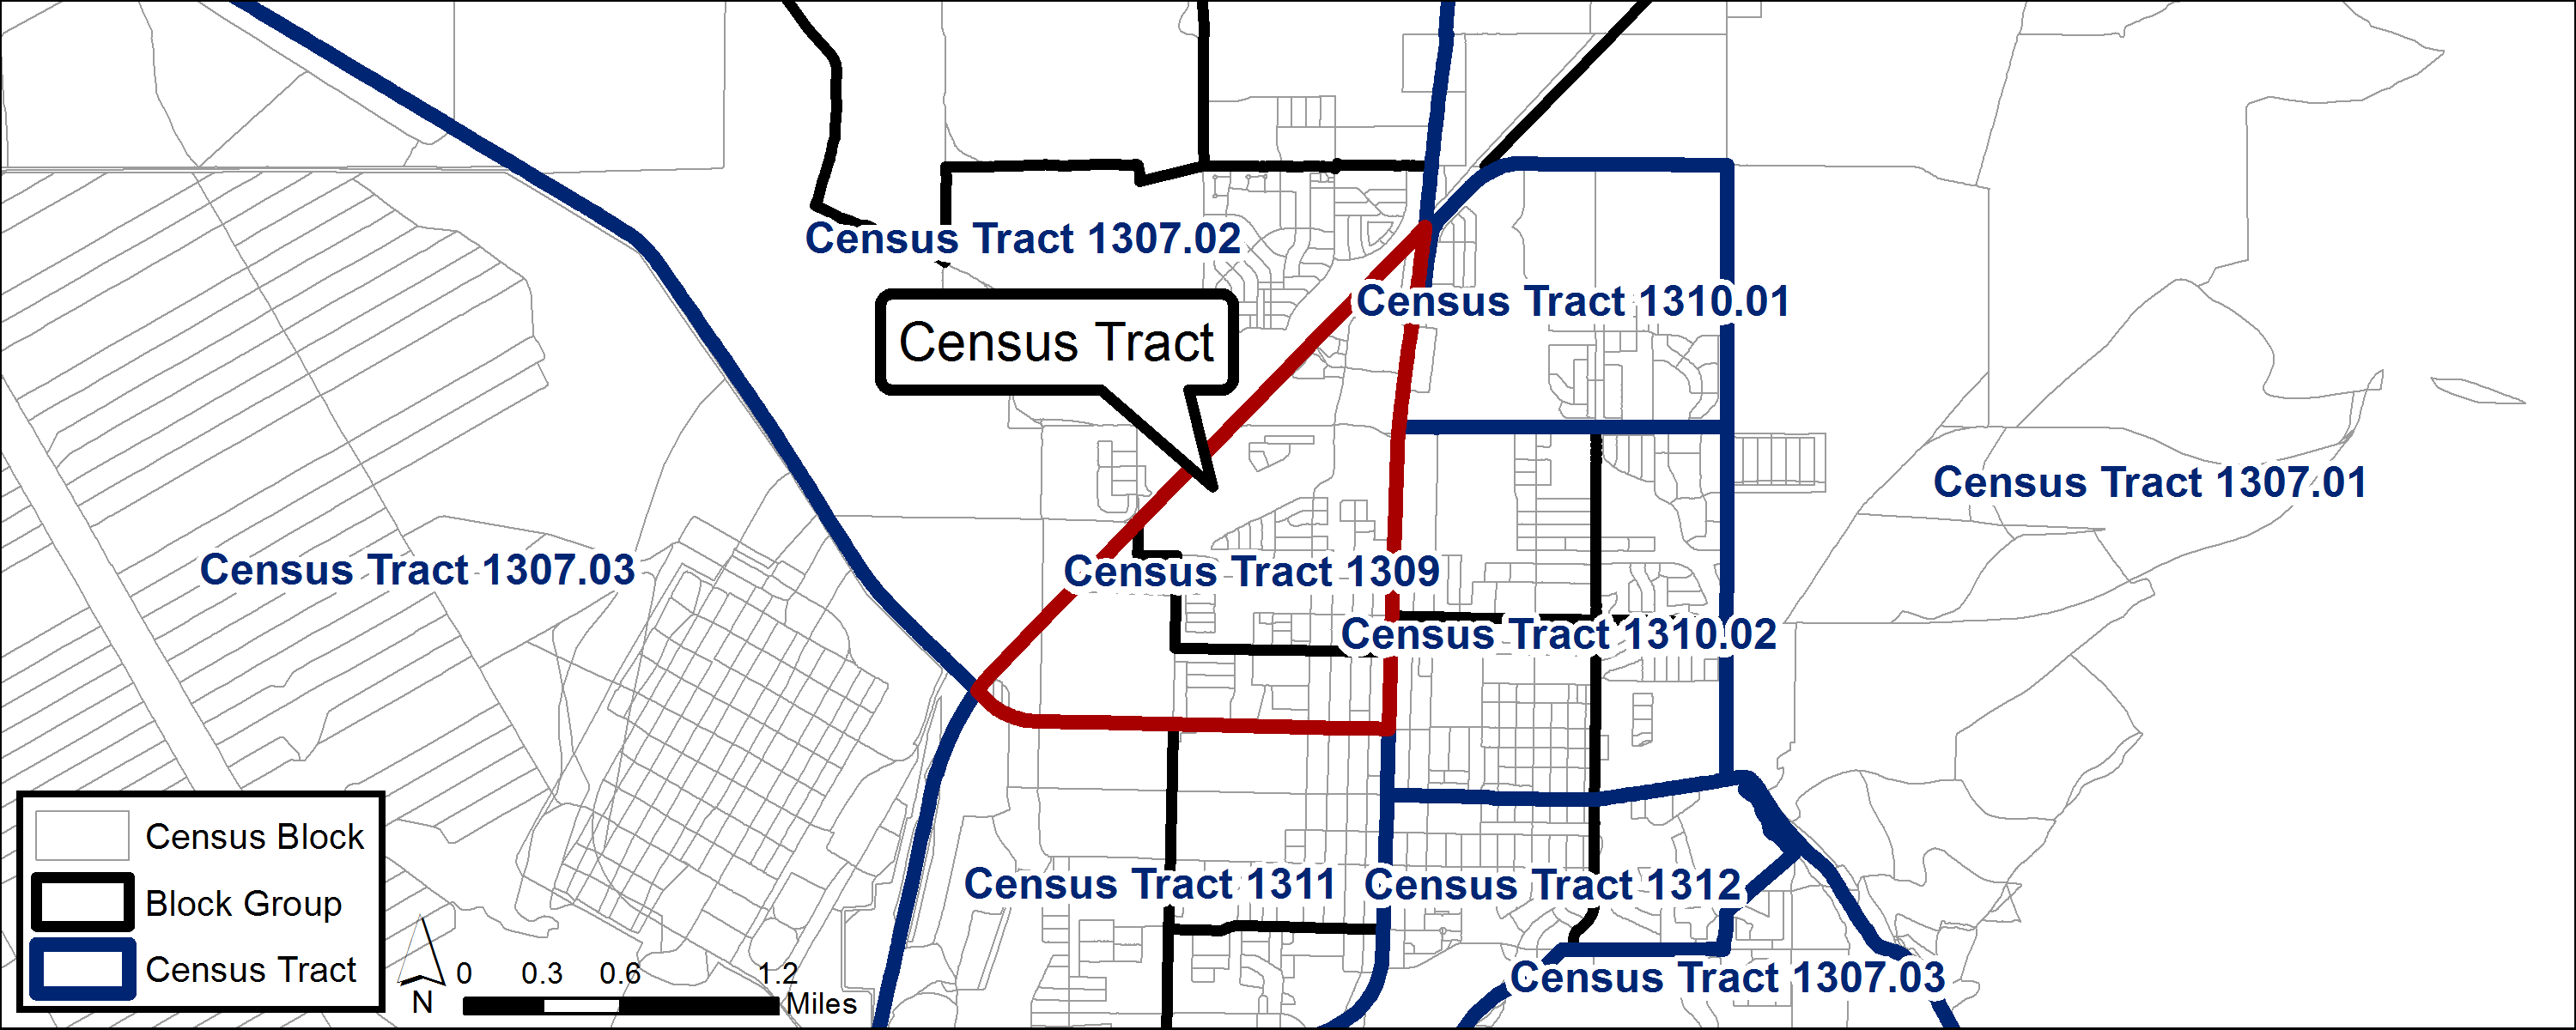 Census Tract 1307.02
Census Tract 1310.01
Census Tract
Census Tract 1307.01
Census Tract 1307.03
Census Tract 1309
Census Tract 1310.02
Census Tract 1311
Census Tract 1312
Census Tract 1307.03
Census Block
Block Group
Census Tract
N
0 0.3 0.6 1.2
Miles